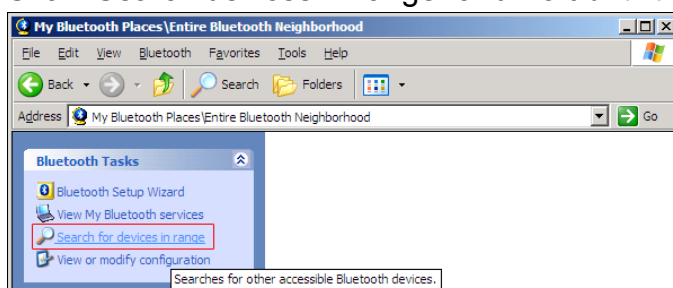 My Bluetooth Places\Entire Bluetooth Neighborhood
File Edit View Bluetooth Favorites Tools Help
Back Search Folders
Address My Bluetooth Places\Entire Bluetooth Neighborhood Go
Bluetooth Tasks
Bluetooth Setup Wizard
View My Bluetooth services
Search for devices in range
View or modify configuration
Searches for other accessible Bluetooth devices.